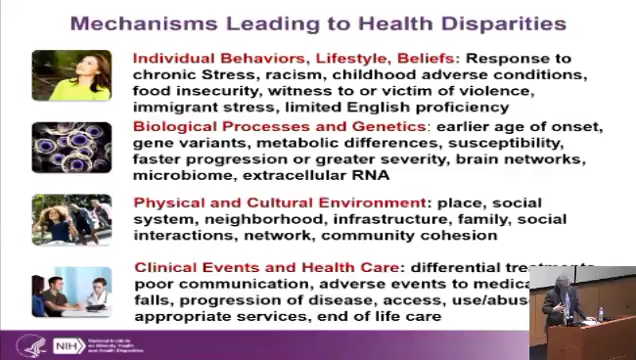 Mechanisms Leading to Health Disparities
Individual Behaviors, Lifestyle, Beliefs: Response to
chronic Stress, racism, childhood adverse conditions,
food insecurity, witness to or victim of violence,
immigrant stress, limited English proficiency
Biological Processes and Genetics: earlier age of onset,
gene variants, metabolic differences, susceptibility,
faster progression or greater severity, brain networks,
microbiome, extracellular RNA
Physical and Cultural Environment: place, social
system, neighborhood, infrastructure, family, social
interactions, network, community cohesion
Clinical Events and Health Care: differential
poor communication, adverse events to
falls, progression of disease, access, use/abuse
appropriate services, end of life care
NIH
National Institute
on Minority Health
and Health Disparities